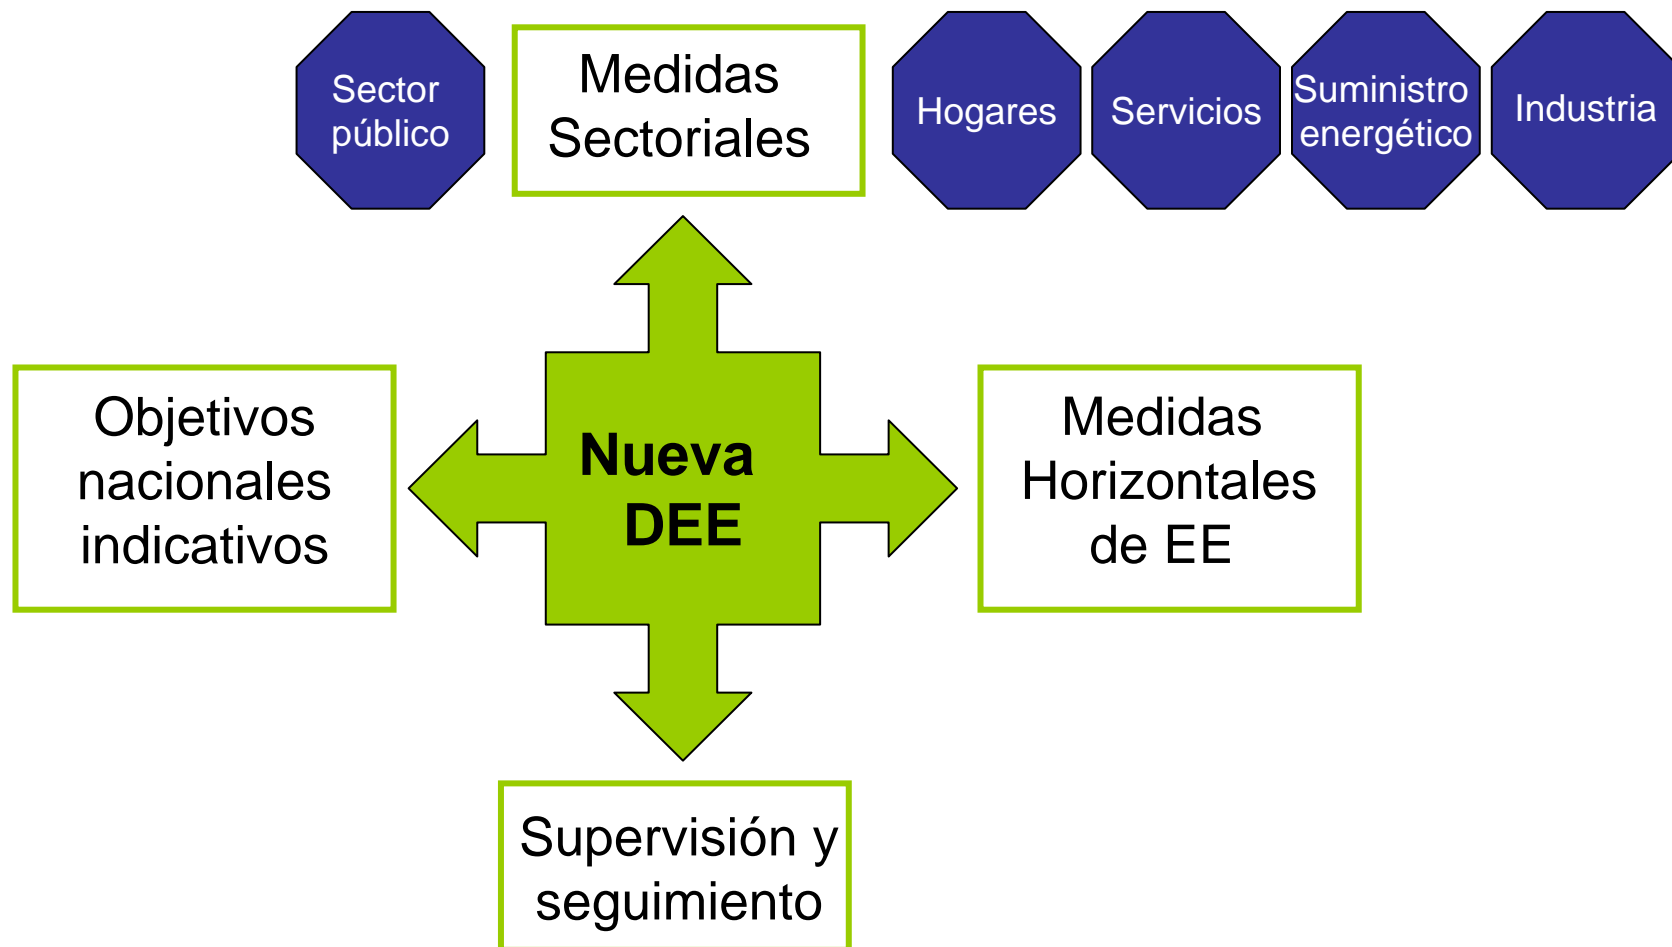 Sector
público
Medidas
Sectoriales
Hogares
Servicios
Suministro
energético
Industria
Objetivos
nacionales
indicativos
Nueva
DEE
Medidas
Horizontales
de EE
Supervisión y
seguimiento